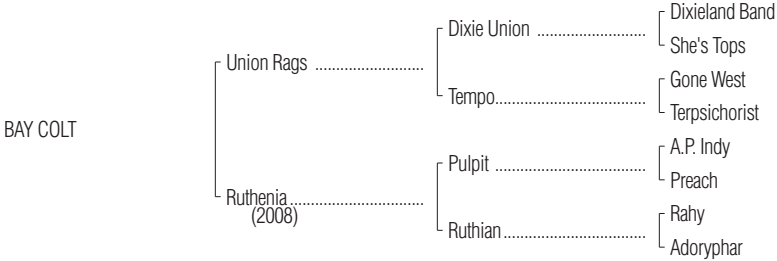 Dixieland Band
Dixie Union ..........................
She's Tops
Union Rags ..........................
Gone West
Tempo....................................
Terpsichorist
BAY COLT
A.P. Indy
Pulpit ....................................
Preach
Ruthenia................................
(2008)
Rahy
Ruthian..................................
Adoryphar